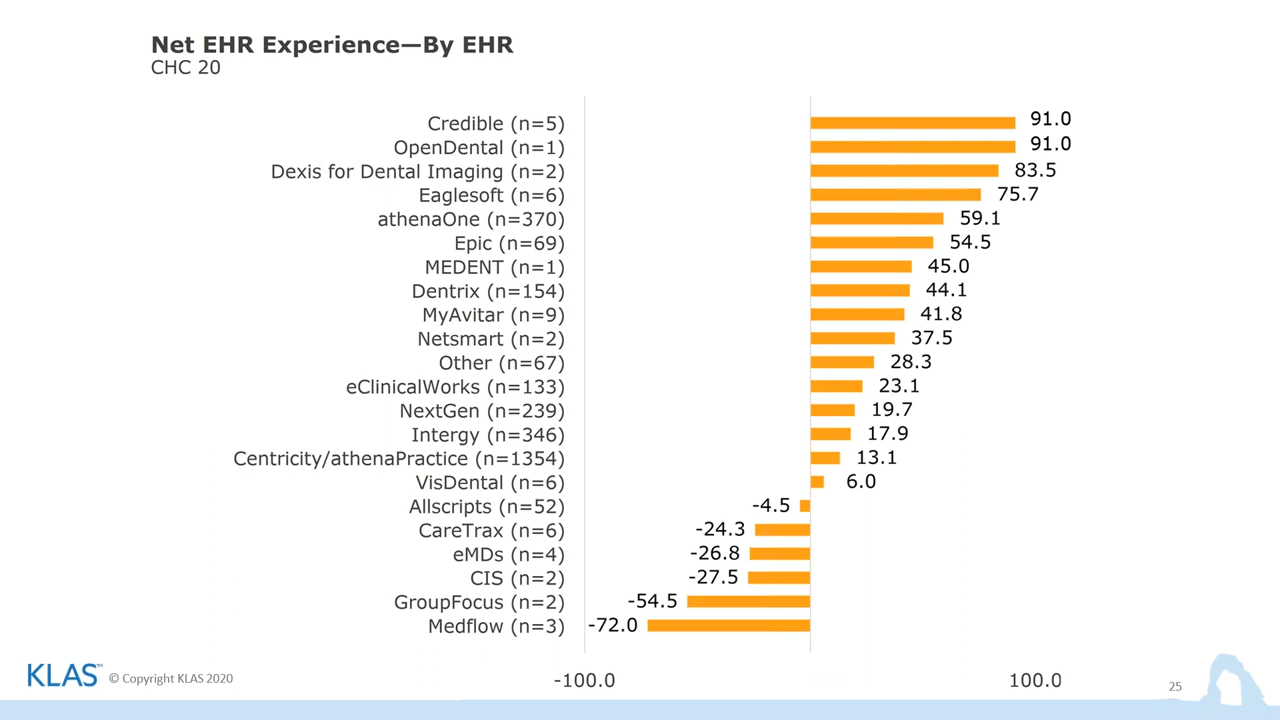 Net EHR Experience—By EHR
CHC 20
Credible (n=5) 91.0
OpenDental (n=1) 91.0
Dexis for Dental Imaging (n=2) 83.5
Eaglesoft (n=6) 75.7
athenaOne (n=370) 59.1
Epic (n=69) 54.5
MEDENT (n=1) 45.0
Dentrix (n=154) 44.1
MyAvitar (n=9) 41.8
Netsmart (n=2) 37.5
Other (n=67) 28.3
eClinicalWorks (n=133) 23.1
NextGen (n=239) 19.7
Intergy (n=346) 17.9
Centricity/athenaPractice (n=1354) 13.1
VisDental (n=6) 6.0
Allscripts (n=52) -4.5
CareTrax (n=6) -24.3
eMDs (n=4) -26.8
CIS (n=2) -27.5
GroupFocus (n=2) -54.5
Medflow (n=3) -72.0
-100.0 100.0
KLAS™ © Copyright KLAS 2020
25